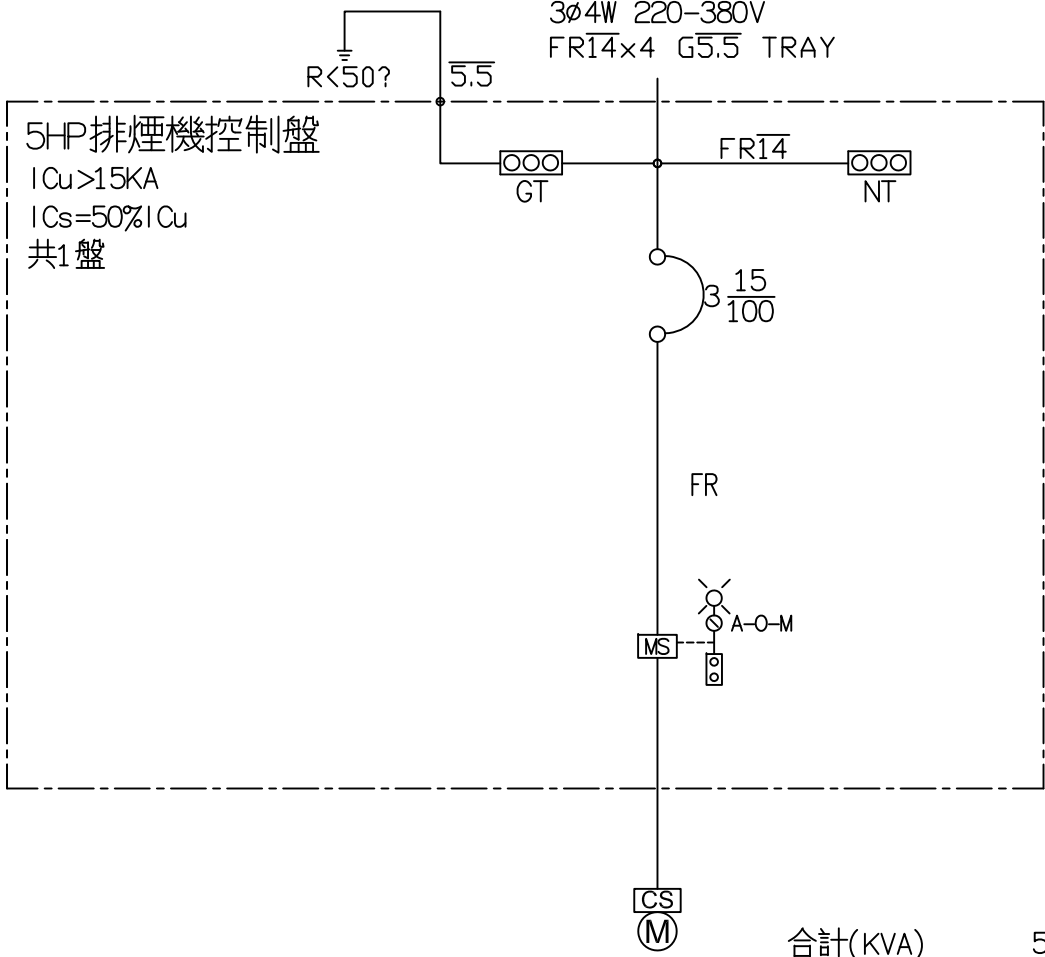 3ø4W 220-380V
FR14x4 G5.5 TRAY
R<50?
5.5
5HP排煙機控制盤
ICu>15KA
ICs=50%ICu
共1盤
GT
FR14
NT
3 15
100
FR
A-O-M
MS
CS
M
合計(KVA) 5